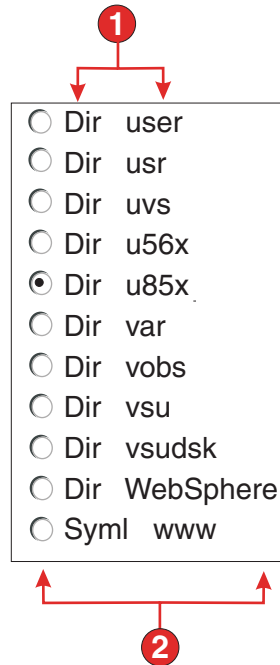 1
Dir user
Dir usr
Dir uvs
Dir u56x
Dir u85x
Dir var
Dir vobs
Dir vsu
Dir vsudsk
Dir WebSphere
Syml www
2